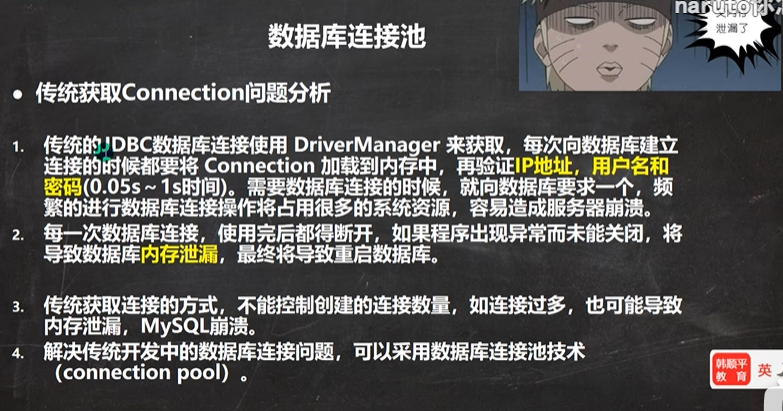 naruto亦,
数据库连接池
泄漏了
● 传统获取Connection问题分析
1. 传统的JDBC数据库连接使用 DriverManager 来获取，每次向数据库建立
连接的时候都要将 Connection 加载到内存中，再验证IP地址，用户名和
密码(0.05s～1s时间)。需要数据库连接的时候，就向数据库要求一个，频
繁的进行数据库连接操作将占用很多的系统资源，容易造成服务器崩溃。
2. 每一次数据库连接，使用完后都得断开，如果程序出现异常而未能关闭，将
导致数据库内存泄漏，最终将导致重启数据库。
3. 传统获取连接的方式，不能控制创建的连接数量，如连接过多，也可能导致
内存泄漏，MySQL崩溃。
4. 解决传统开发中的数据库连接问题，可以采用数据库连接池技术
（connection pool）。
韩顺平
教 育
英